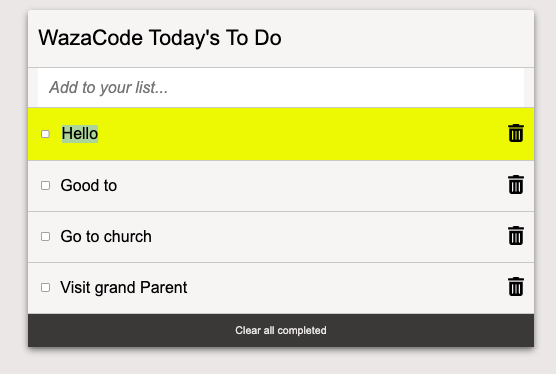 WazaCode Today's To Do
Add to your list...
Hello
Good to
Go to church
Visit grand Parent
Clear all completed